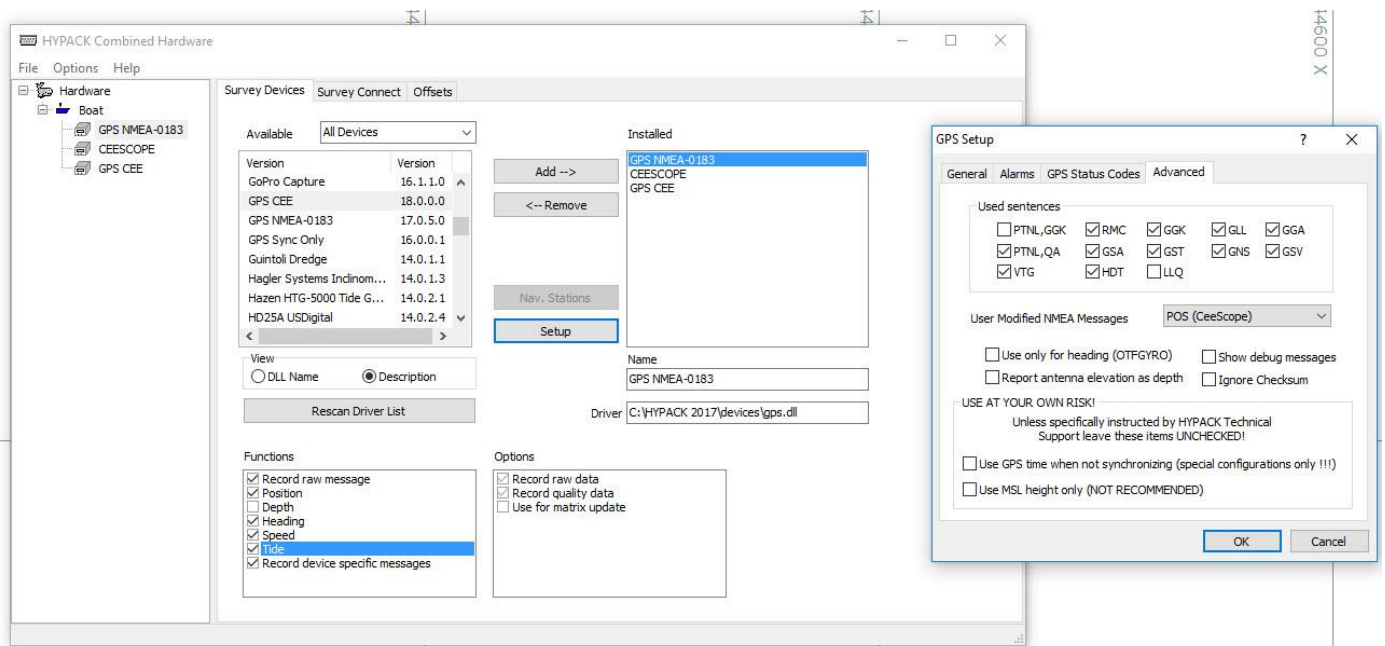 14
14
14600 X
HYPACK Combined Hardware
File Options Help
Hardware
Boat
GPS NMEA-0183
CEESCOPE
GPS CEE
Survey Devices Survey Connect Offsets
Available All Devices
Version Version
GoPro Capture 16.1.1.0
GPS CEE 18.0.0.0
GPS NMEA-0183 17.0.5.0
GPS Sync Only 16.0.0.1
Guintoli Dredge 14.0.1.1
Hagler Systems Inclinom... 14.0.1.3
Hazen HTG-5000 Tide G... 14.0.2.1
HD25A USDigital 14.0.2.4
View
DLL Name Description
Rescan Driver List
Add -->
<-- Remove
Nav. Stations
Setup
Installed
GPS NMEA-0183
CEESCOPE
GPS CEE
Name
GPS NMEA-0183
Driver C:\HYPACK 2017\devices\gps.dll
Functions
Record raw message
Position
Depth
Heading
Speed
Tide
Record device specific messages
Options
Record raw data
Record quality data
Use for matrix update
GPS Setup ?
General Alarms GPS Status Codes Advanced
Used sentences
PTNL,GGK RMC GGK GLL GGA
PTNL,QA GSA GST GNS GSV
VTG HDT LLQ
User Modified NMEA Messages POS (CeeScope)
Use only for heading (OTFGYRO) Show debug messages
Report antenna elevation as depth Ignore Checksum
USE AT YOUR OWN RISK!
Unless specifically instructed by HYPACK Technical
Support leave these items UNCHECKED!
Use GPS time when not synchronizing (special configurations only !!!)
Use MSL height only (NOT RECOMMENDED)
OK Cancel